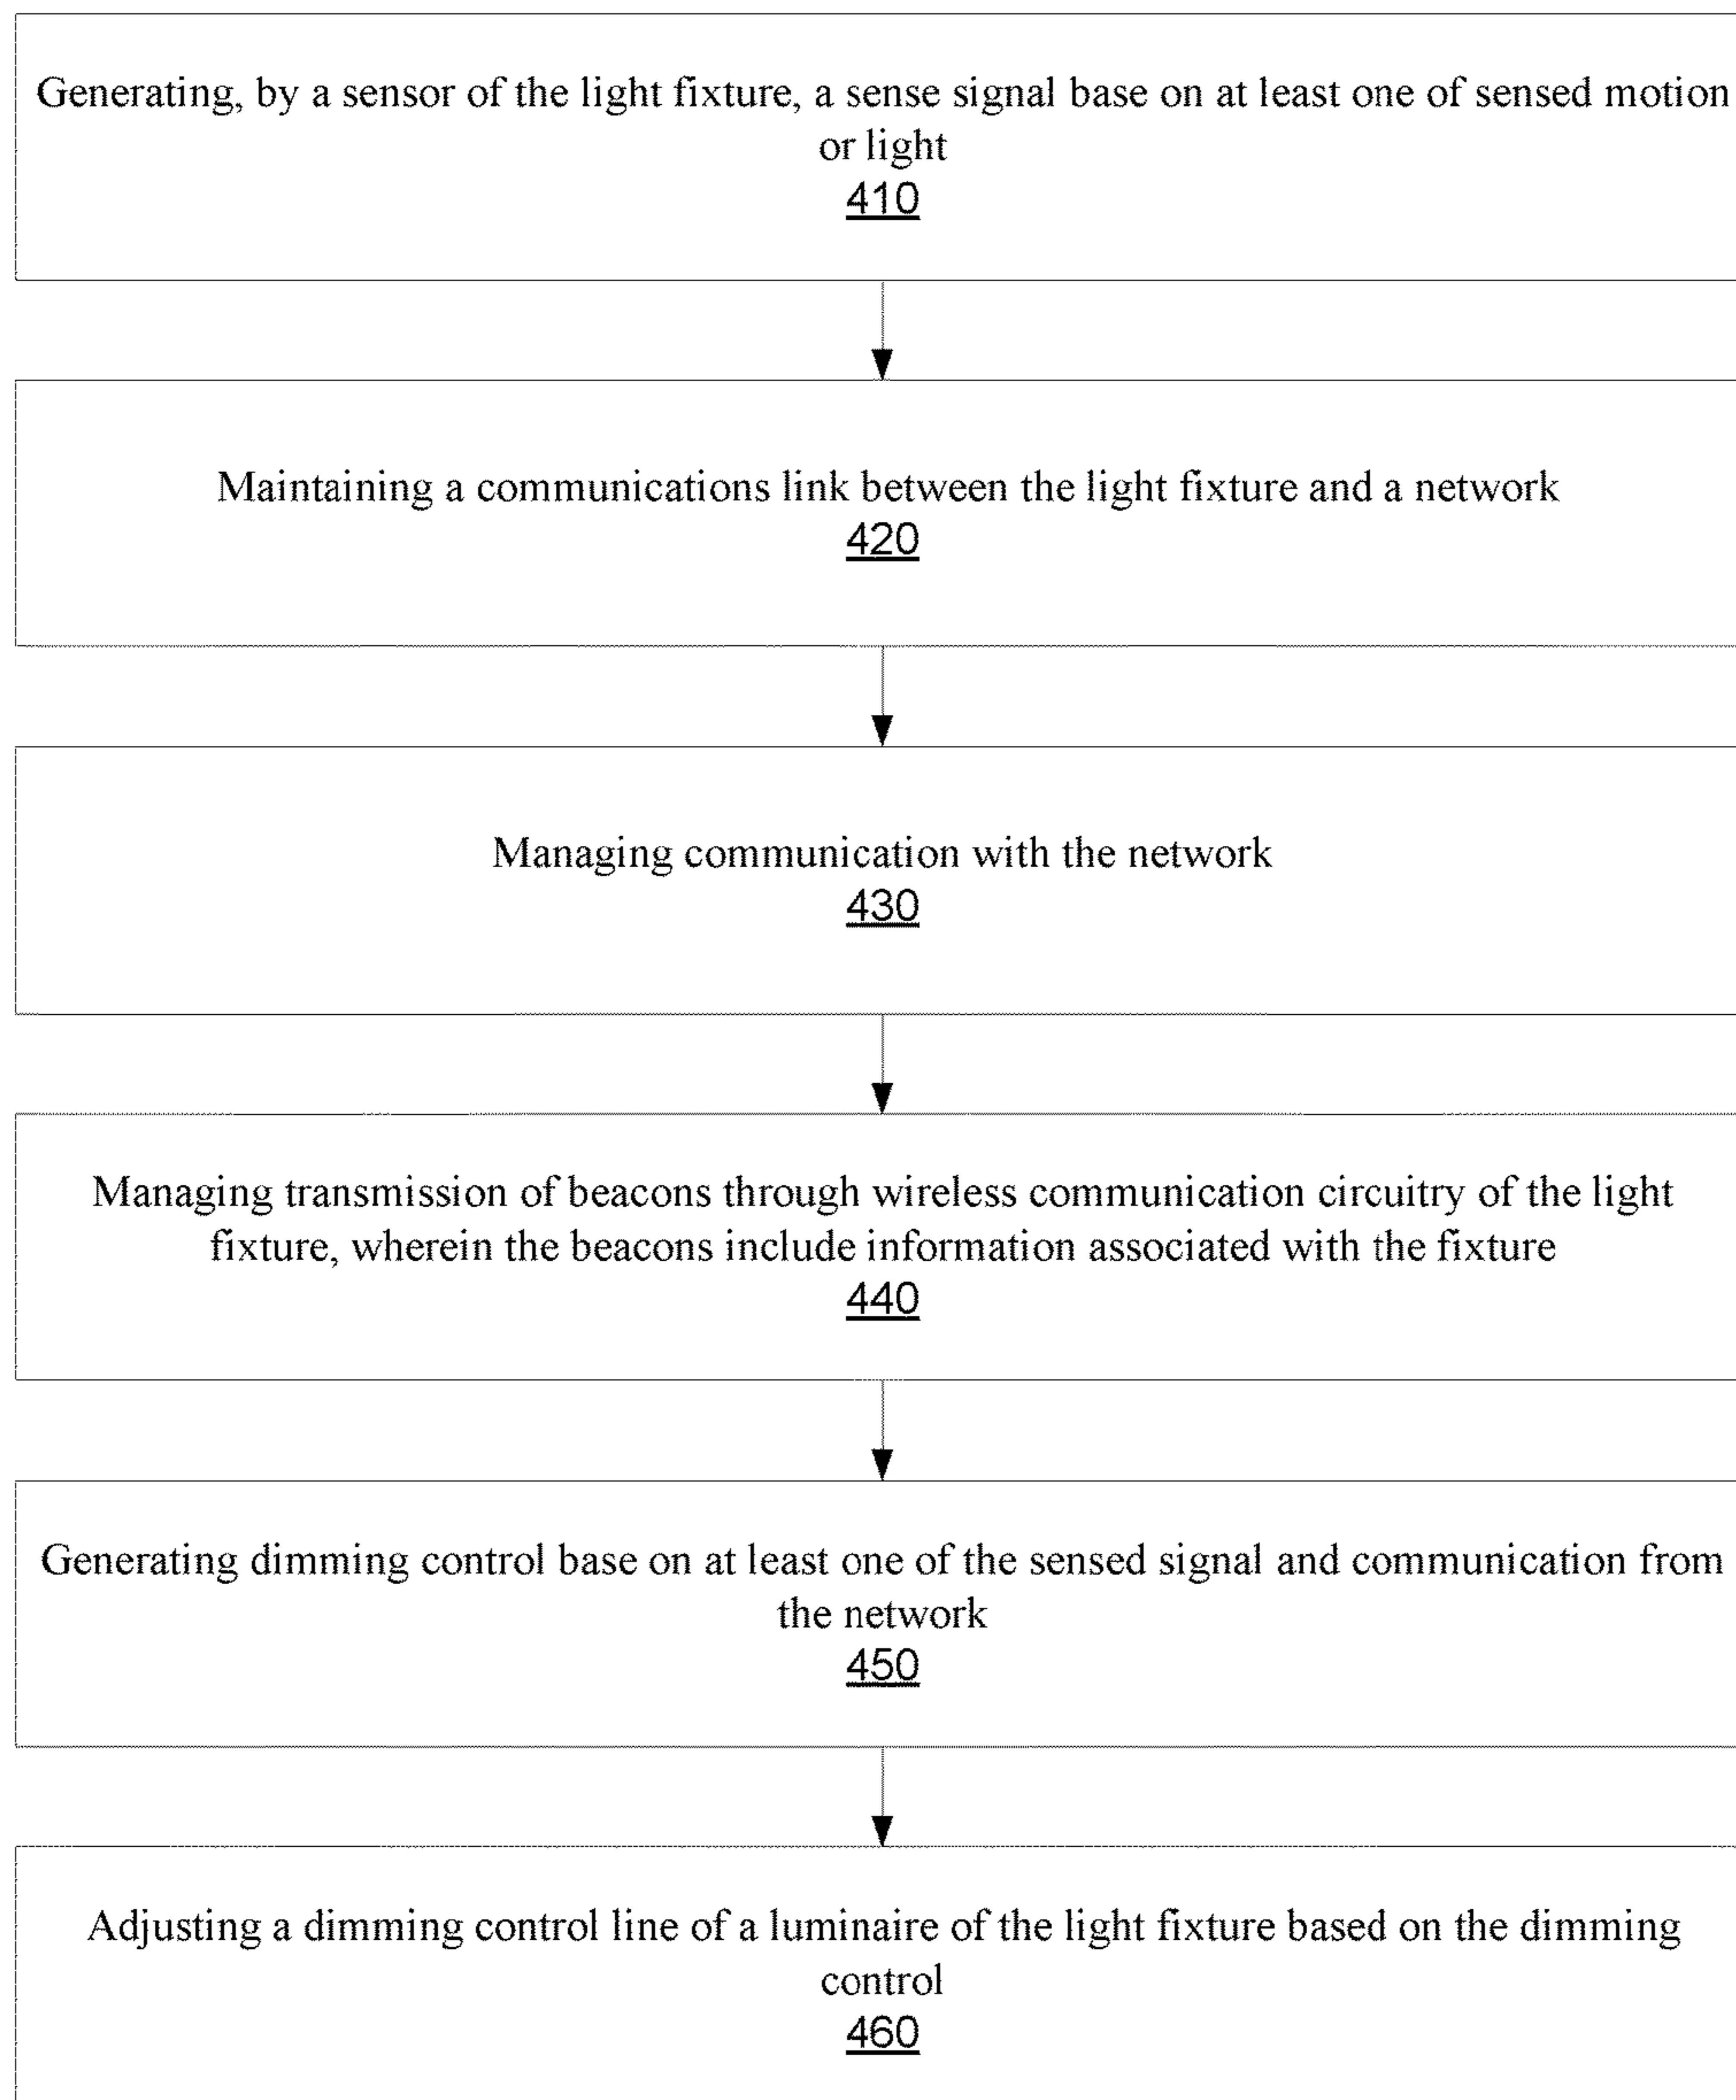 Generating, by a sensor of the light fixture, a sense signal base on at least one of sensed motion
or light
410
Maintaining a communications link between the light fixture and a network
420
Managing communication with the network
430
Managing transmission of beacons through wireless communication circuitry of the light
fixture, wherein the beacons include information associated with the fixture
440
Generating dimming control base on at least one of the sensed signal and communication from
the network
450
Adjusting a dimming control line of a luminaire of the light fixture based on the dimming
control
460